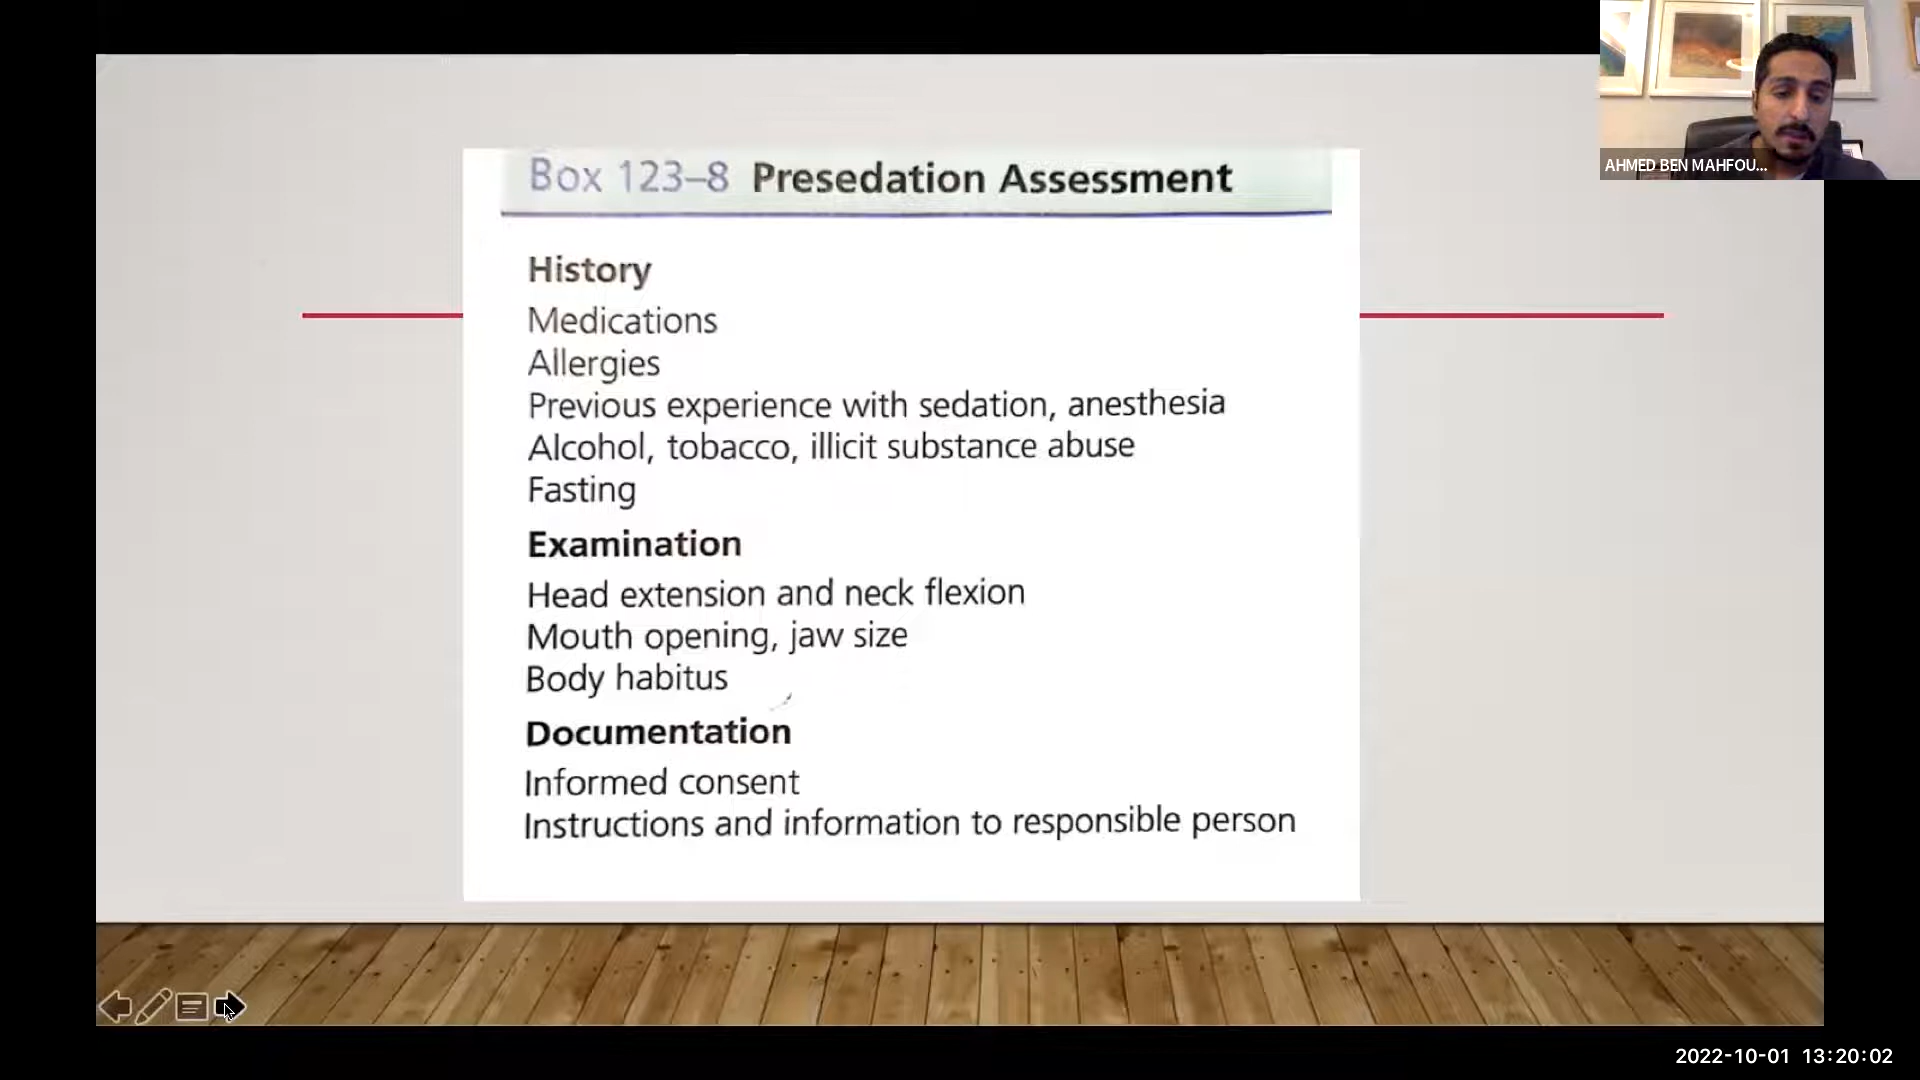 Box 123–8 Presedation Assessment
History
Medications
Allergies
Previous experience with sedation, anesthesia
Alcohol, tobacco, illicit substance abuse
Fasting
Examination
Head extension and neck flexion
Mouth opening, jaw size
Body habitus
Documentation
Informed consent
Instructions and information to responsible person
AHMED BEN MAHFOU...
2022-10-01 13:20:02